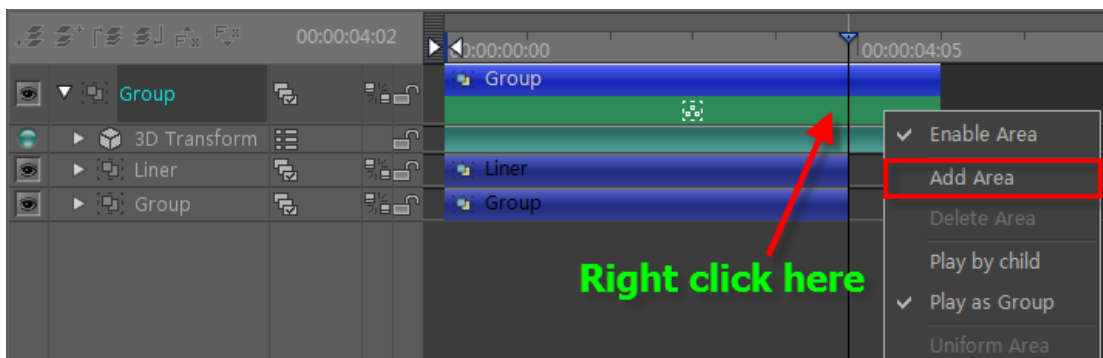 00:00:04:02
0:00:00:00
00:00:04:05
Group
Group
3D Transform
Liner
Liner
Group
Group
Right click here
Enable Area
Add Area
Delete Area
Play by child
Play as Group
Uniform Area